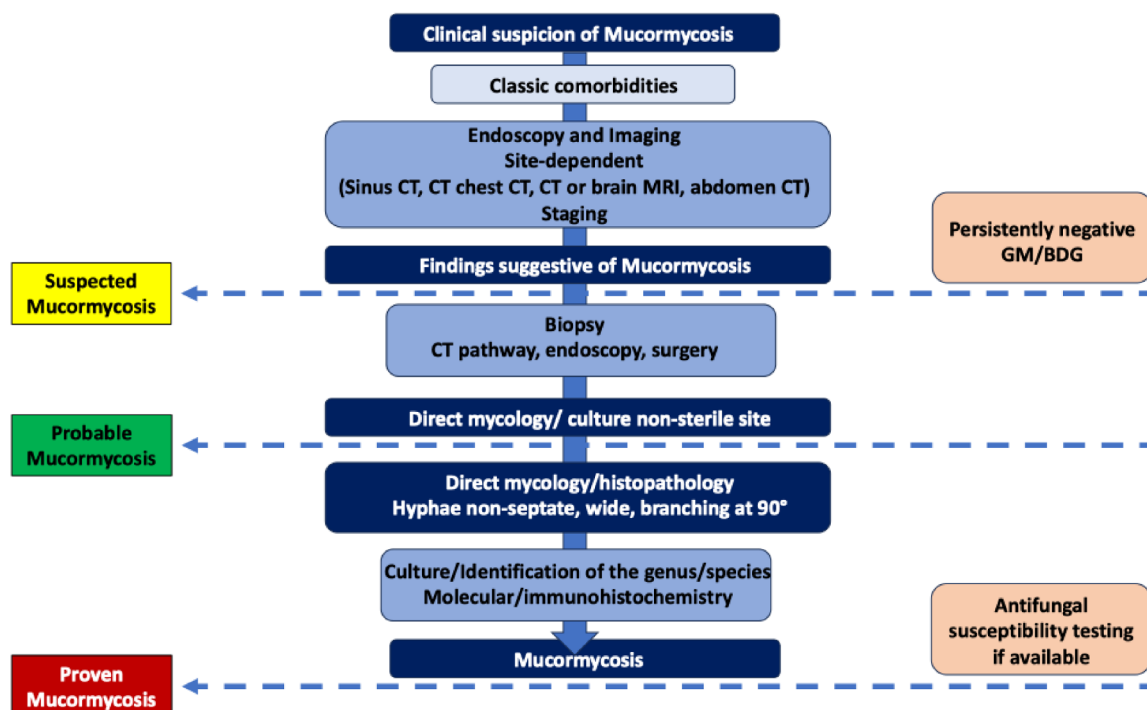 Clinical suspicion of Mucormycosis
Classic comorbidities
Endoscopy and Imaging
Site-dependent
(Sinus CT, CT chest CT, CT or brain MRI, abdomen CT)
Staging
Persistently negative
GM/BDG
Findings suggestive of Mucormycosis
Suspected
Mucormycosis
Biopsy
CT pathway, endoscopy, surgery
Direct mycology/ culture non-sterile site
Probable
Mucormycosis
Direct mycology/histopathology
Hyphae non-septate, wide, branching at 90°
Culture/Identification of the genus/species
Molecular/immunohistochemistry
Antifungal
susceptibility testing
if available
Mucormycosis
Proven
Mucormycosis